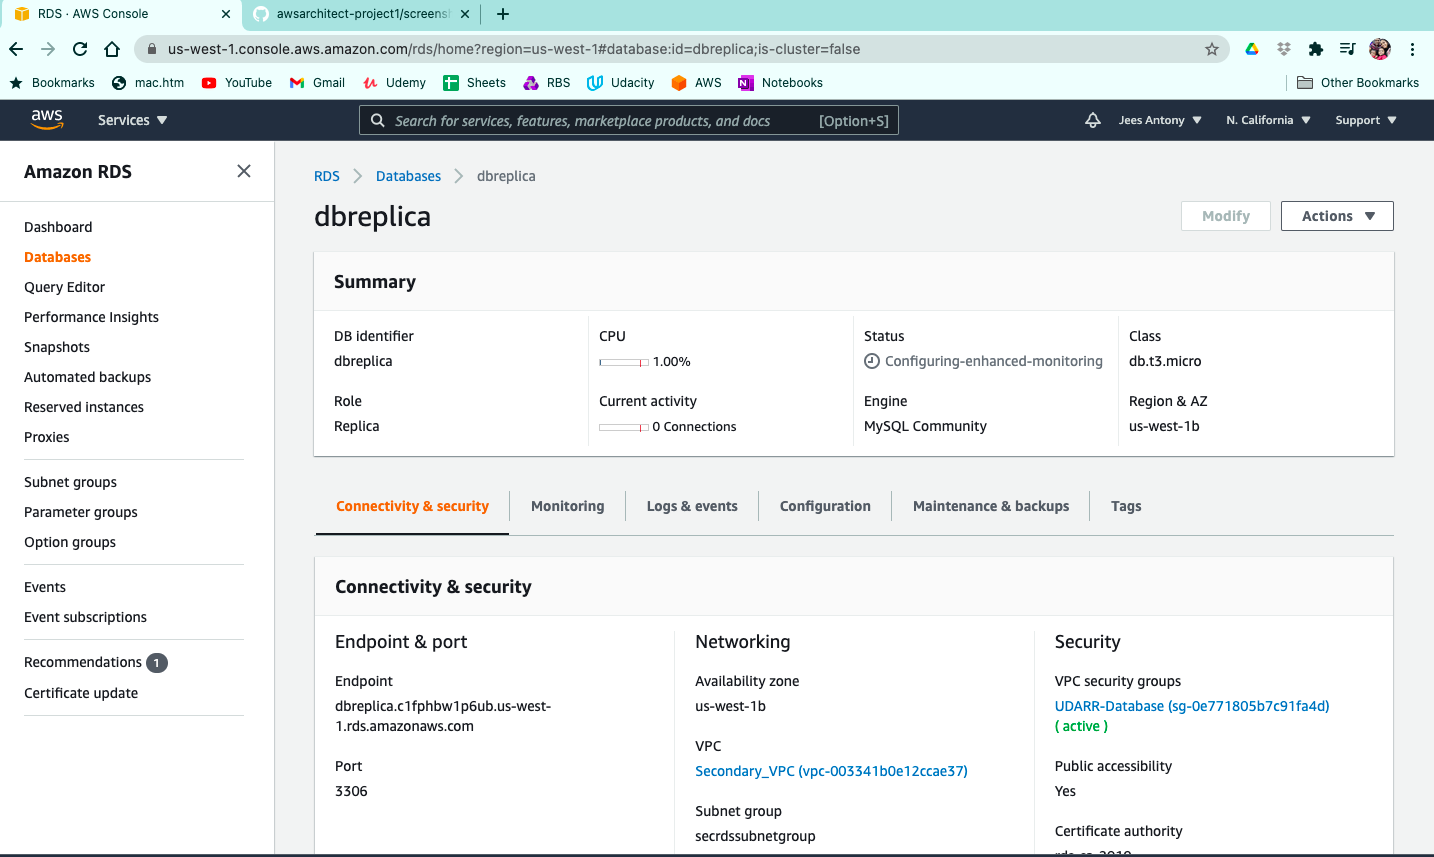 RDS · AWS Console
awsarchitect-project1/screensh
us-west-1.console.aws.amazon.com/rds/home?region=us-west-1#database:id=dbreplica;is-cluster=false
Bookmarks
mac.htm
YouTube
Gmail
Udemy
Sheets
RBS
Udacity
AWS
Notebooks
Other Bookmarks
aws
Services
Search for services, features, marketplace products, and docs
[Option+S]
Jees Antony
N. California
Support
Amazon RDS
Dashboard
Databases
Query Editor
Performance Insights
Snapshots
Automated backups
Reserved instances
Proxies
Subnet groups
Parameter groups
Option groups
Events
Event subscriptions
Recommendations 1
Certificate update
RDS
Databases
dbreplica
dbreplica
Modify
Actions
Summary
DB identifier
dbreplica
Role
Replica
CPU
1.00%
Current activity
0 Connections
Status
Configuring-enhanced-monitoring
Engine
MySQL Community
Class
db.t3.micro
Region & AZ
us-west-1b
Connectivity & security
Monitoring
Logs & events
Configuration
Maintenance & backups
Tags
Connectivity & security
Endpoint & port
Endpoint
dbreplica.c1fphbw1p6ub.us-west-
1.rds.amazonaws.com
Port
3306
Networking
Availability zone
us-west-1b
VPC
Secondary_VPC (vpc-003341b0e12ccae37)
Subnet group
secrdssubnetgroup
Security
VPC security groups
UDARR-Database (sg-0e771805b7c91fa4d)
( active )
Public accessibility
Yes
Certificate authority